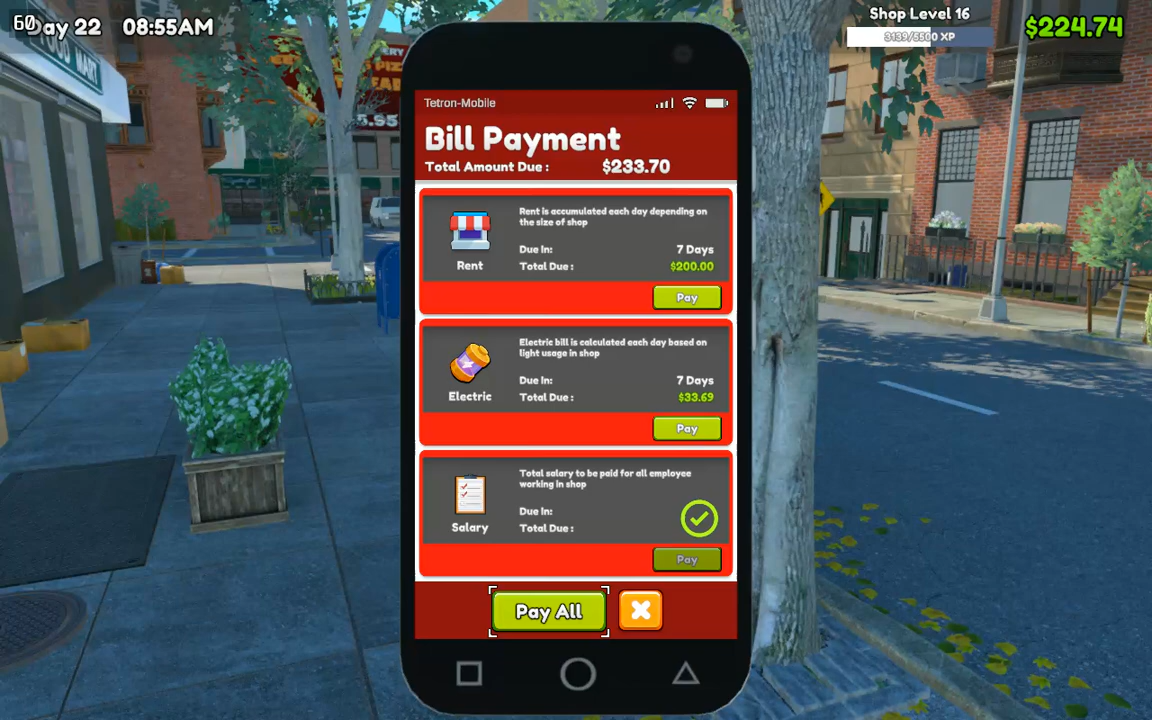 60
Day 22 08:55AM
Shop Level 16
3139/5500 XP
$224.74
5.95
Tetron-Mobile
Bill Payment
Total Amount Due : $233.70
Rent is accumulated each day depending on
the size of shop
Due In: 7 Days
Total Due : $200.00
Rent
Pay
Electric bill is calculated each day based on
light usage in shop
Due In: 7 Days
Total Due : $33.69
Electric
Pay
Total salary to be paid for all employee
working in shop
Due In:
Total Due :
Salary
Pay
Pay All